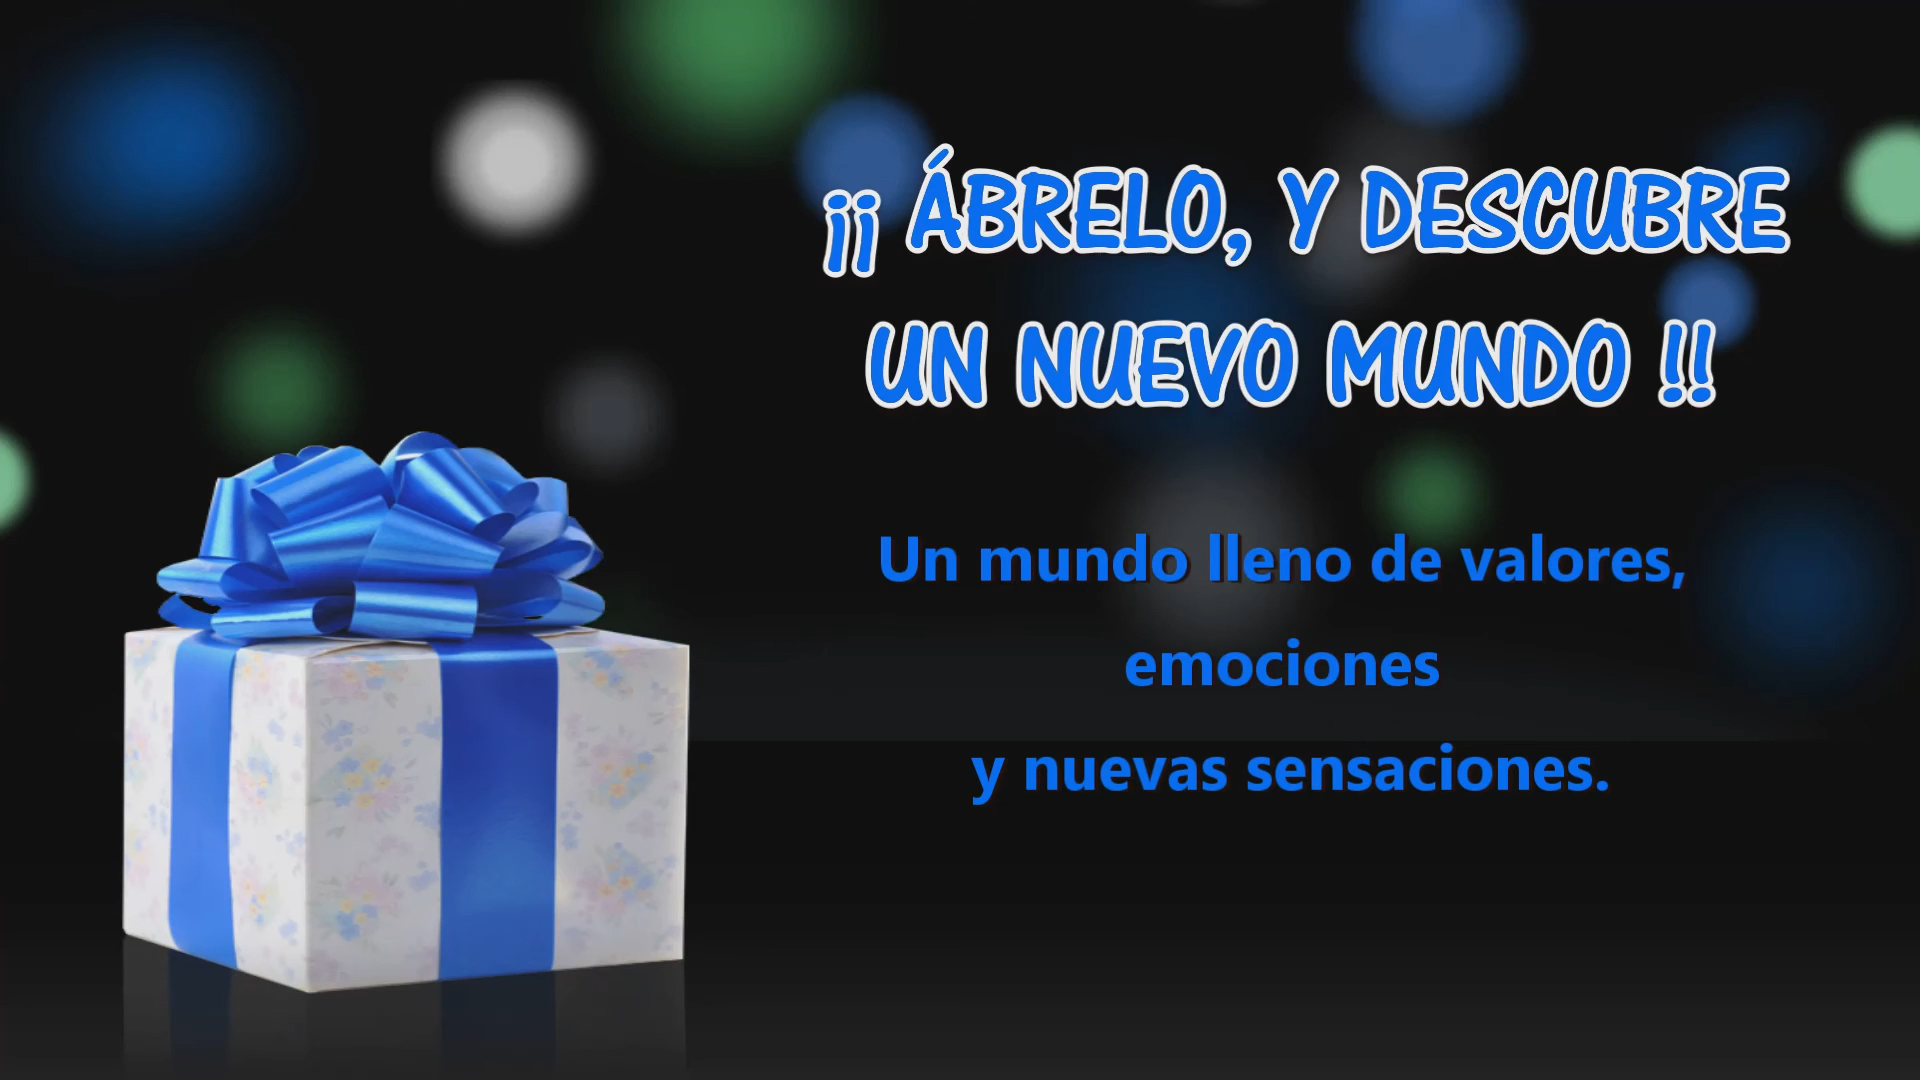 ¡¡ ÁBRELO, Y DESCUBRE
UN NUEVO MUNDO !!
Un mundo lleno de valores,
emociones
y nuevas sensaciones.